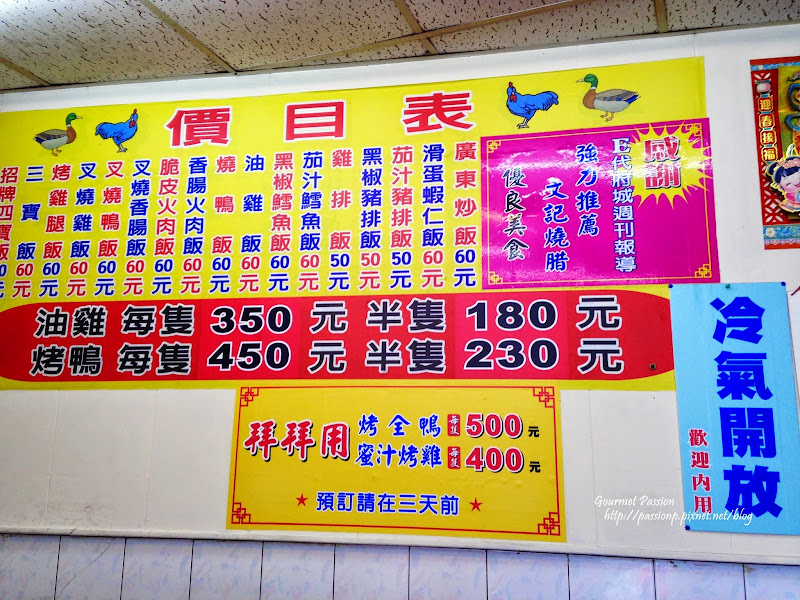 價目表
廣東炒飯60元
滑蛋蝦仁飯60元
茄汁豬排飯50元
黑椒豬排飯50元
雞排飯50元
茄汁鱈魚飯60元
黑椒鱈魚飯60元
油雞飯60元
燒鴨飯60元
香腸火肉飯60元
脆皮火肉飯60元
叉燒香腸飯60元
叉燒鴨飯60元
叉燒雞飯60元
烤雞腿飯60元
三寶飯60元
招牌四寶飯
感謝
E代府城週刊報導
強力推薦
文記燒腊
優良美食
油雞 每隻 350 元 半隻 180 元
烤鴨 每隻 450 元 半隻 230 元
拜拜用
烤全鴨 每隻 500 元
蜜汁烤雞 每隻 400 元
★預訂請在三天前★
冷氣開放
歡迎內用
迎春接福
Gourmet Passion
http://passionp.pixnet.net/blog